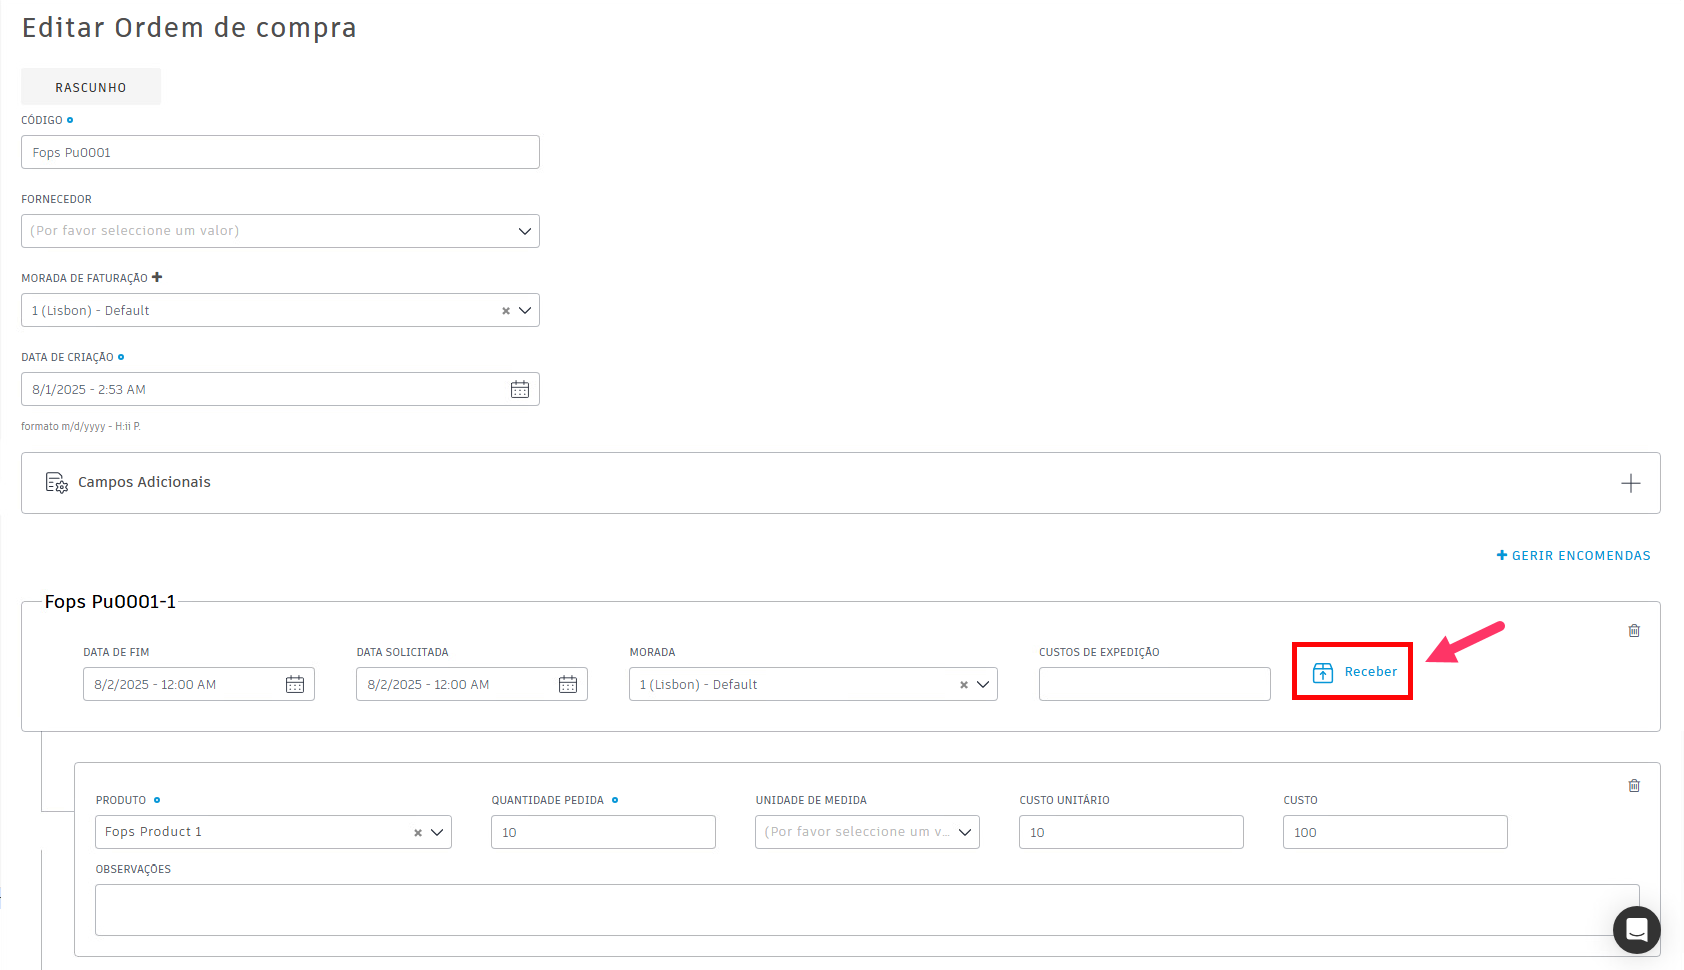 Editar Ordem de compra
RASCUNHO
CÓDIGO
Fops Pu0001
FORNECEDOR
(Por favor seleccione um valor)
MORADA DE FATURAÇÃO
1 (Lisbon) - Default
DATA DE CRIAÇÃO
8/1/2025 - 2:53 AM
formato m/d/yyyy - H:ii P.
Campos Adicionais
GERIR ENCOMENDAS
Fops Pu0001-1
DATA DE FIM DATA SOLICITADA MORADA CUSTOS DE EXPEDIÇÃO
8/2/2025 - 12:00 AM 8/2/2025 - 12:00 AM 1 (Lisbon) - Default Receber
PRODUTO QUANTIDADE PEDIDA UNIDADE DE MEDIDA CUSTO UNITÁRIO CUSTO
Fops Product 1 10 (Por favor seleccione um v... 10 100
OBSERVAÇÕES